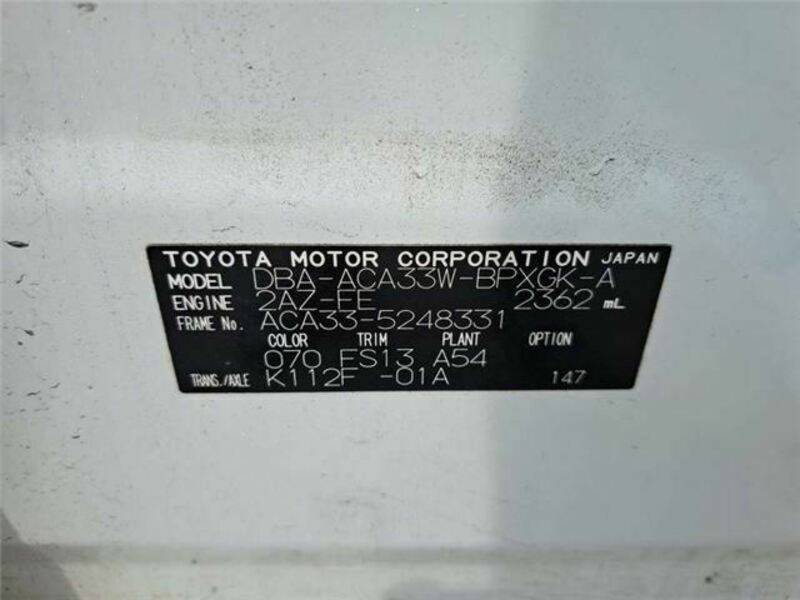 TOYOTA MOTOR CORPORATION JAPAN
MODEL DBA-ACA33W-BPXGK-A
ENGINE 2AZ-FE 2362 mL
FRAME No. ACA33-5248331
COLOR TRIM PLANT OPTION
070 FS13 A54
TRANS./AXLE K112F -01A 147